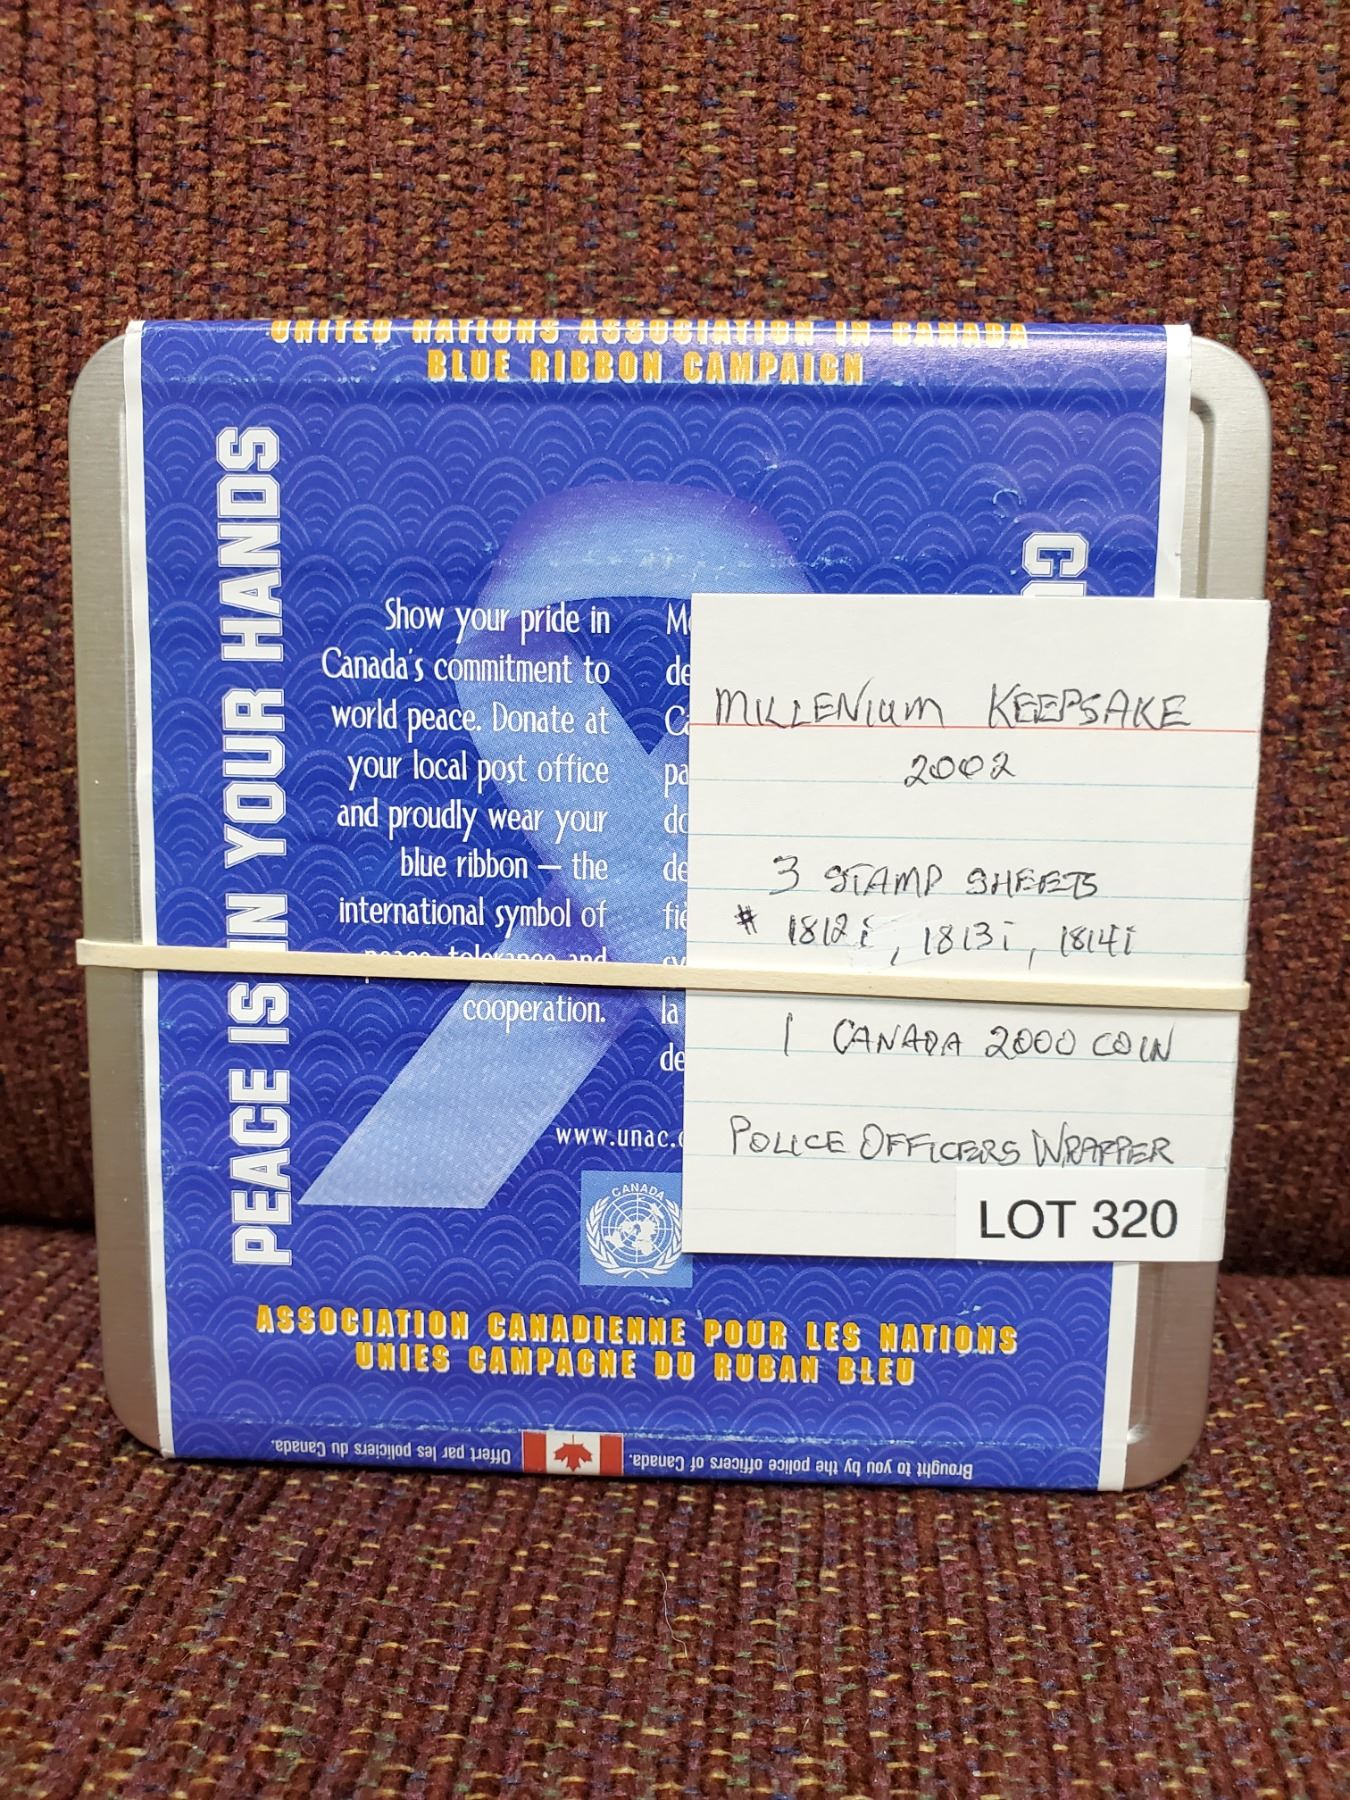 UNITED NATIONS ASSOCIATION IN CANADA
BLUE RIBBON CAMPAIGN
PEACE IS IN YOUR HANDS
Show your pride in
Canada's commitment to
world peace. Donate at
your local post office
and proudly wear your
blue ribbon — the
international symbol of
peace, tolerance and
cooperation.
www.unac.
CANADA
MILLENIUM KEEPSAKE
2002
3 STAMP SHEETS
# 1812i, 1813i, 1814i
1 CANADA 2000 COIN
POLICE OFFICERS WRAPPER
LOT 320
ASSOCIATION CANADIENNE POUR LES NATIONS
UNIES CAMPAGNE DU RUBAN BLEU
Brought to you by the police officers of Canada.
Offert par les policiers du Canada.